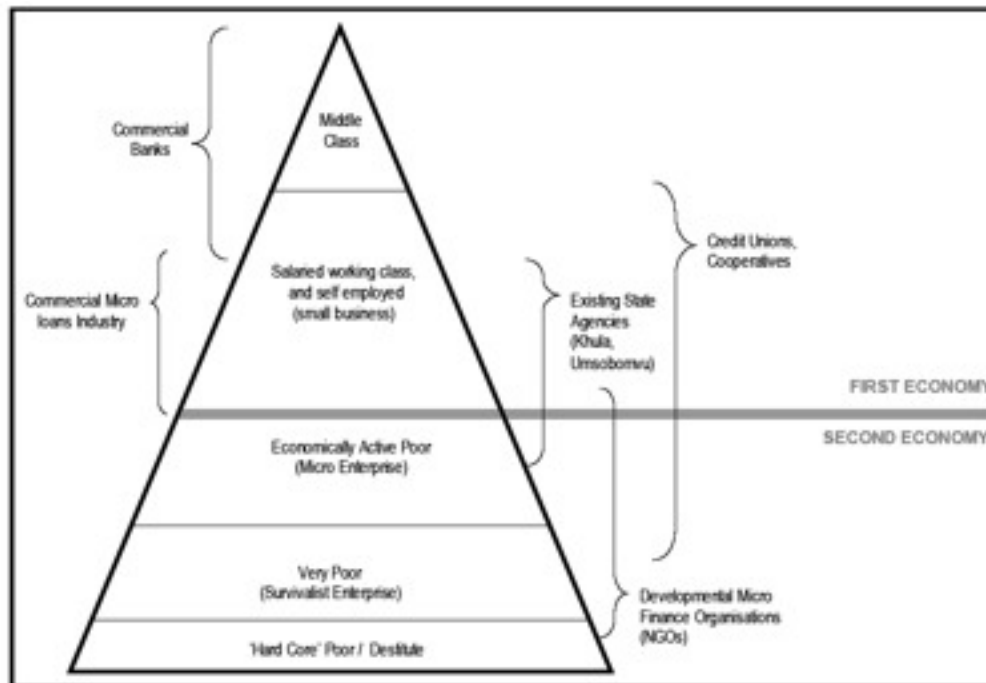 Middle
Class
Commercial
Banks
Credit Unions,
Cooperatives
Salaried working class,
and self employed
(small business)
Commercial Micro
loans Industry
Existing State
Agencies
(Khula,
Umsobomvu)
FIRST ECONOMY
SECOND ECONOMY
Economically Active Poor
(Micro Enterprise)
Very Poor
(Survivalist Enterprise)
Developmental Micro
Finance Organisations
(NGOs)
'Hard Core' Poor / Destitute